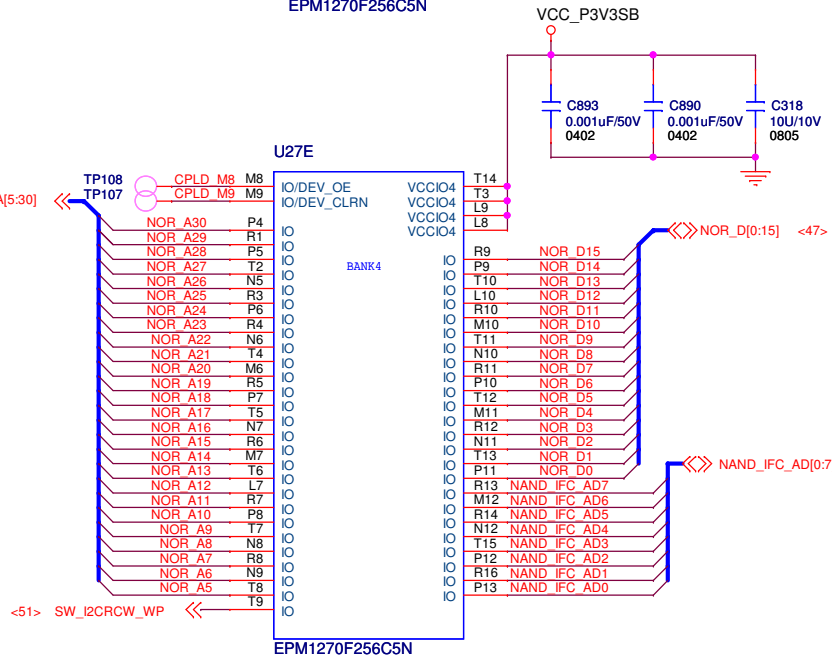 EPM1270F256C5N
VCC_P3V3SB
C893
0.001uF/50V
0402
C890
0.001uF/50V
0402
C318
10U/10V
0805
U27E
TP108 CPLD_M8 M8 IO/DEV_OE VCCIO4 T14
TP107 CPLD_M9 M9 IO/DEV_CLRN VCCIO4 T3
VCCIO4 L9
VCCIO4 L8
A[5:30]
BANK4
NOR_A30 P4 IO
NOR_A29 R1 IO
NOR_A28 P5 IO
NOR_A27 T2 IO
NOR_A26 N5 IO
NOR_A25 R3 IO
NOR_A24 P6 IO
NOR_A23 R4 IO
NOR_A22 N6 IO
NOR_A21 T4 IO
NOR_A20 M6 IO
NOR_A19 R5 IO
NOR_A18 P7 IO
NOR_A17 T5 IO
NOR_A16 N7 IO
NOR_A15 R6 IO
NOR_A14 M7 IO
NOR_A13 T6 IO
NOR_A12 L7 IO
NOR_A11 R7 IO
NOR_A10 P8 IO
NOR_A9 T7 IO
NOR_A8 N8 IO
NOR_A7 R8 IO
NOR_A6 N9 IO
NOR_A5 T8 IO
<51> SW_I2CRCW_WP T9 IO
IO R9 NOR_D15
IO P9 NOR_D14
IO T10 NOR_D13
IO L10 NOR_D12
IO R10 NOR_D11
IO M10 NOR_D10
IO T11 NOR_D9
IO N10 NOR_D8
IO R11 NOR_D7
IO P10 NOR_D6
IO T12 NOR_D5
IO M11 NOR_D4
IO R12 NOR_D3
IO N11 NOR_D2
IO T13 NOR_D1
IO P11 NOR_D0
IO R13 NAND_IFC_AD7
IO M12 NAND_IFC_AD6
IO R14 NAND_IFC_AD5
IO N12 NAND_IFC_AD4
IO T15 NAND_IFC_AD3
IO P12 NAND_IFC_AD2
IO R16 NAND_IFC_AD1
IO P13 NAND_IFC_AD0
NOR_D[0:15] <47>
NAND_IFC_AD[0:7
EPM1270F256C5N